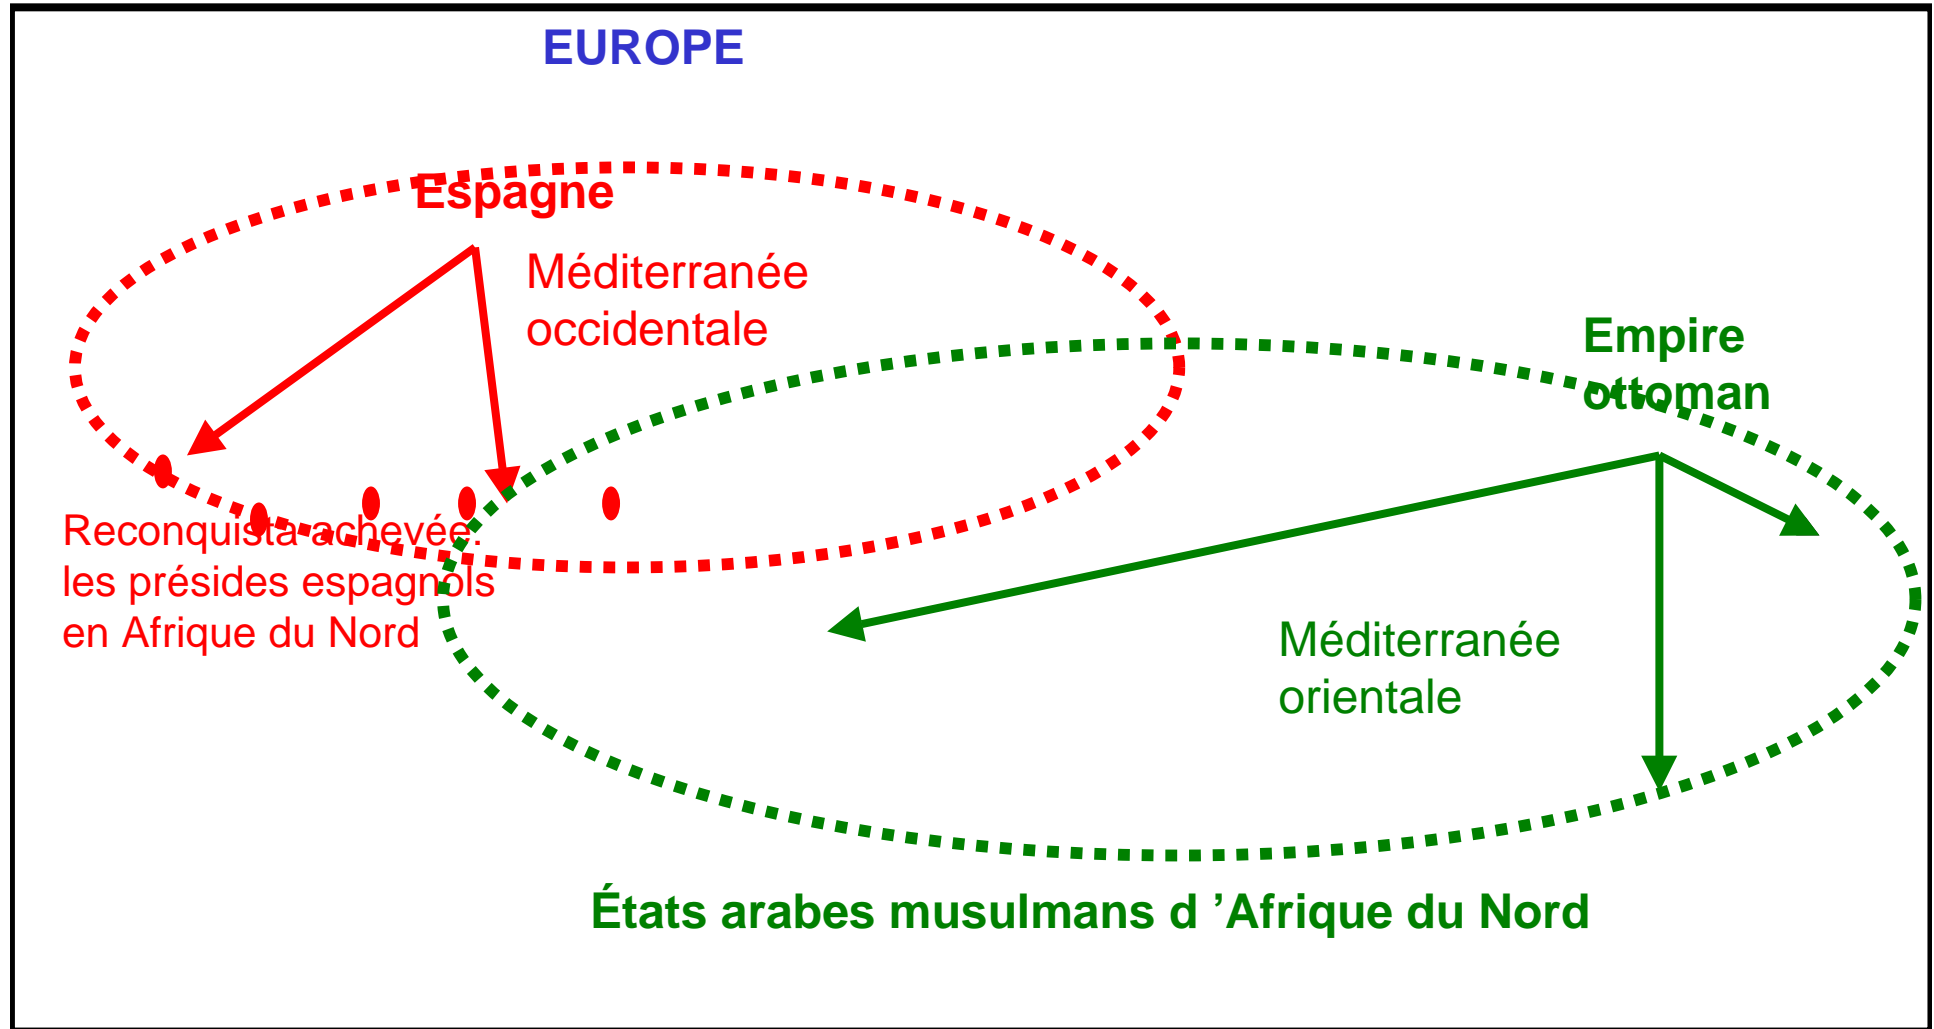 EUROPE
Espagne
Méditerranée
occidentale
Empire
ottoman
Reconquista achevée:
les présides espagnols
en Afrique du Nord
Méditerranée
orientale
États arabes musulmans d ’Afrique du Nord